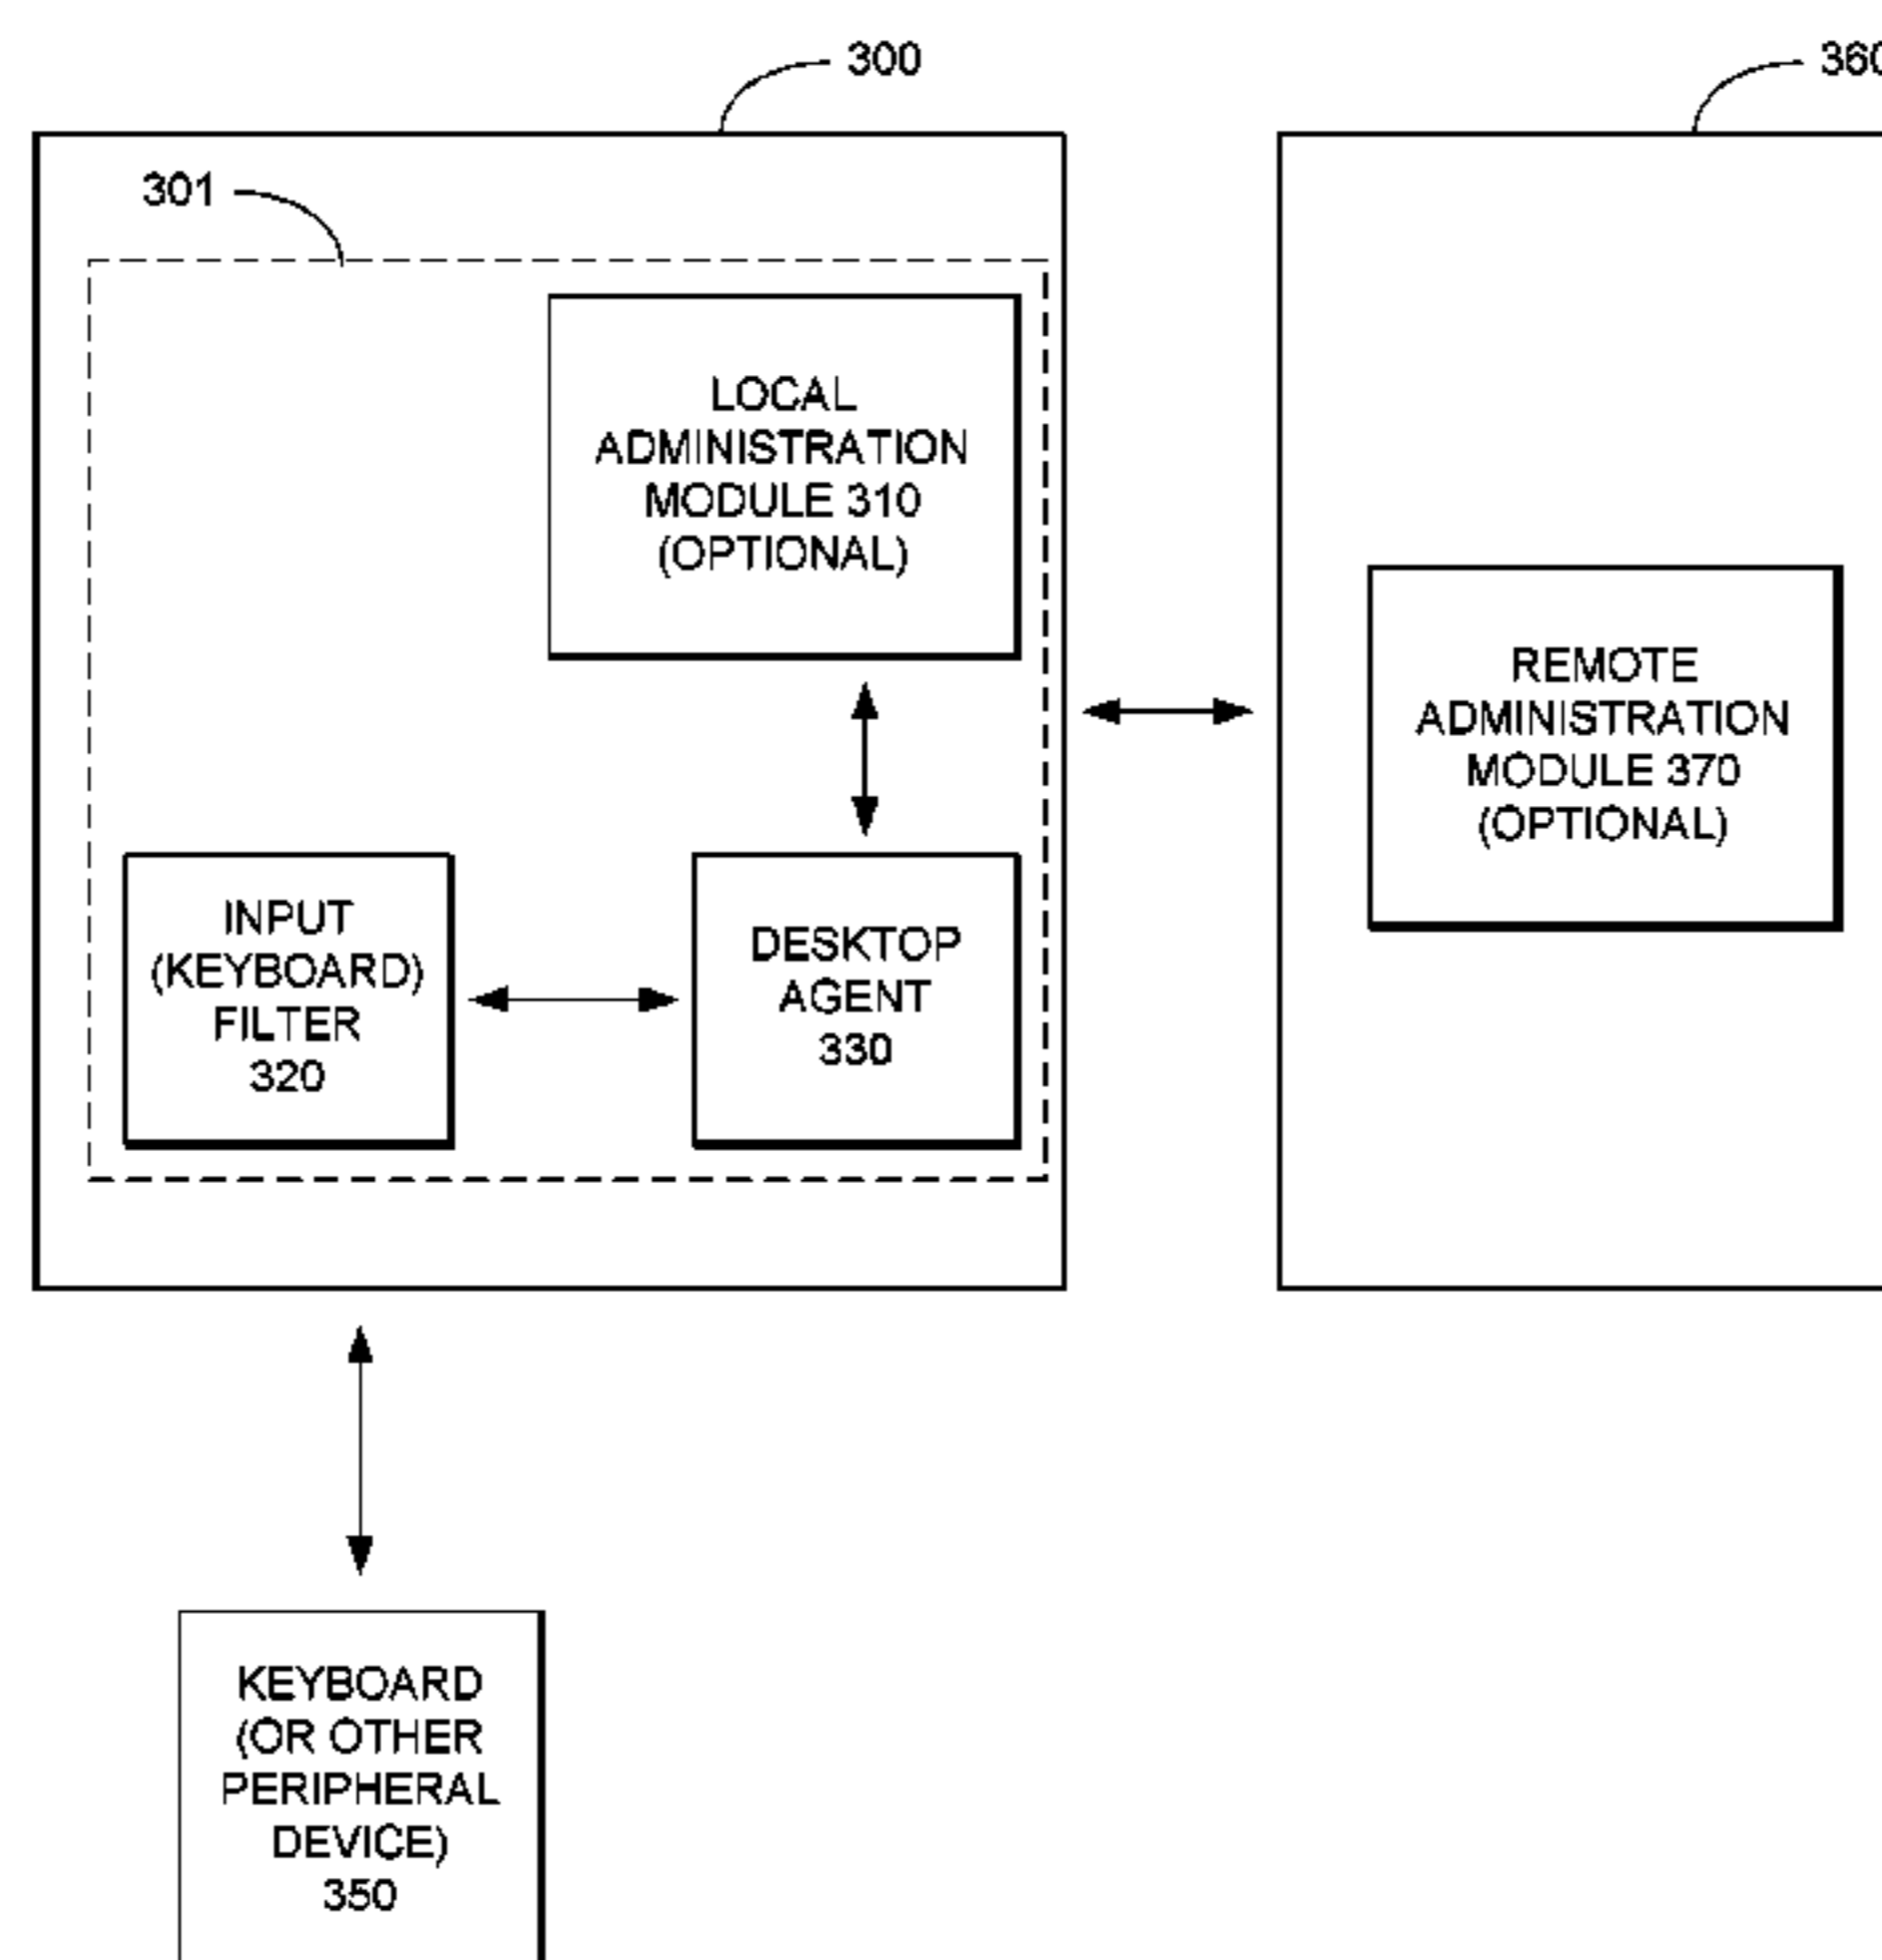 300
360
301
LOCAL
ADMINISTRATION
MODULE 310
(OPTIONAL)
REMOTE
ADMINISTRATION
MODULE 370
(OPTIONAL)
INPUT
(KEYBOARD)
FILTER
320
DESKTOP
AGENT
330
KEYBOARD
(OR OTHER
PERIPHERAL
DEVICE)
350